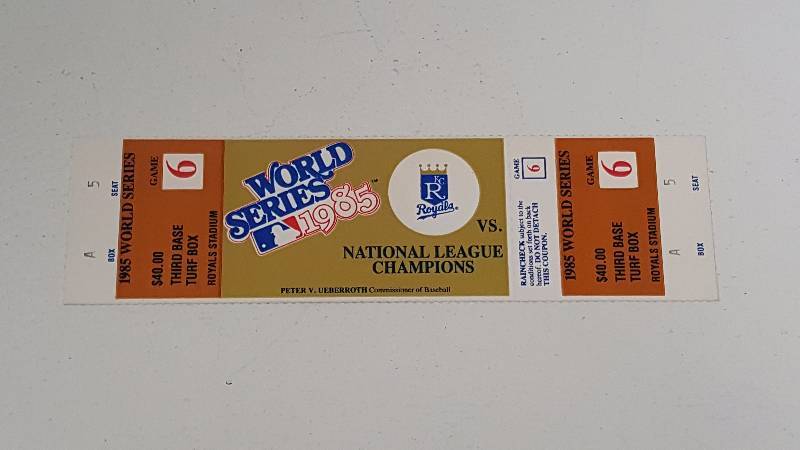 5
SEAT
A
BOX
1985 WORLD SERIES
GAME
6
$40.00
THIRD BASE
TURF BOX
ROYALS STADIUM
WORLD
SERIES
1985
TM
KC
R
Royals
VS.
NATIONAL LEAGUE
CHAMPIONS
PETER V. UEBERROTH Commissioner of Baseball
GAME
6
RAINCHECK subject to the
conditions set forth on back
hereof. DO NOT DETACH
THIS COUPON.
1985 WORLD SERIES
GAME
6
$40.00
THIRD BASE
TURF BOX
ROYALS STADIUM
5
SEAT
A
BOX